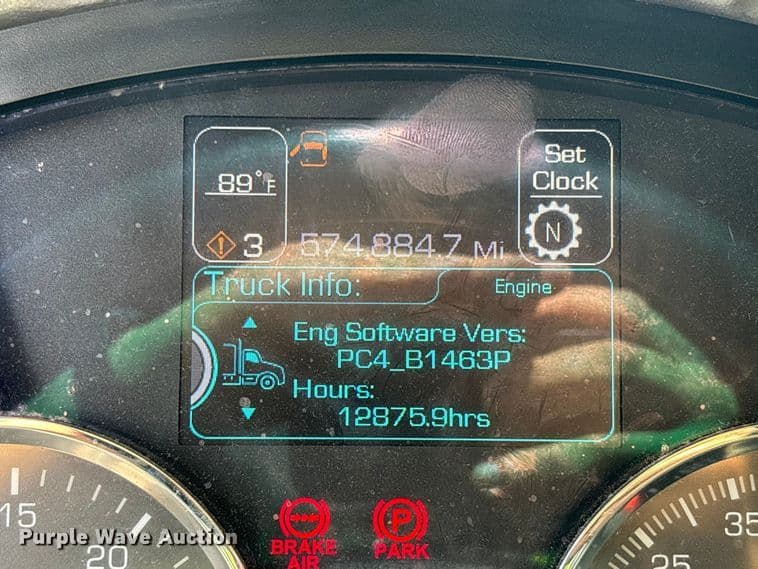 89°F
Set
Clock
N
3
574,884.7 Mi
Truck Info:
Engine
Eng Software Vers:
PC4_B1463P
Hours:
12875.9hrs
15
20
25
35
BRAKE
AIR
P
PARK
Purple Wave Auction